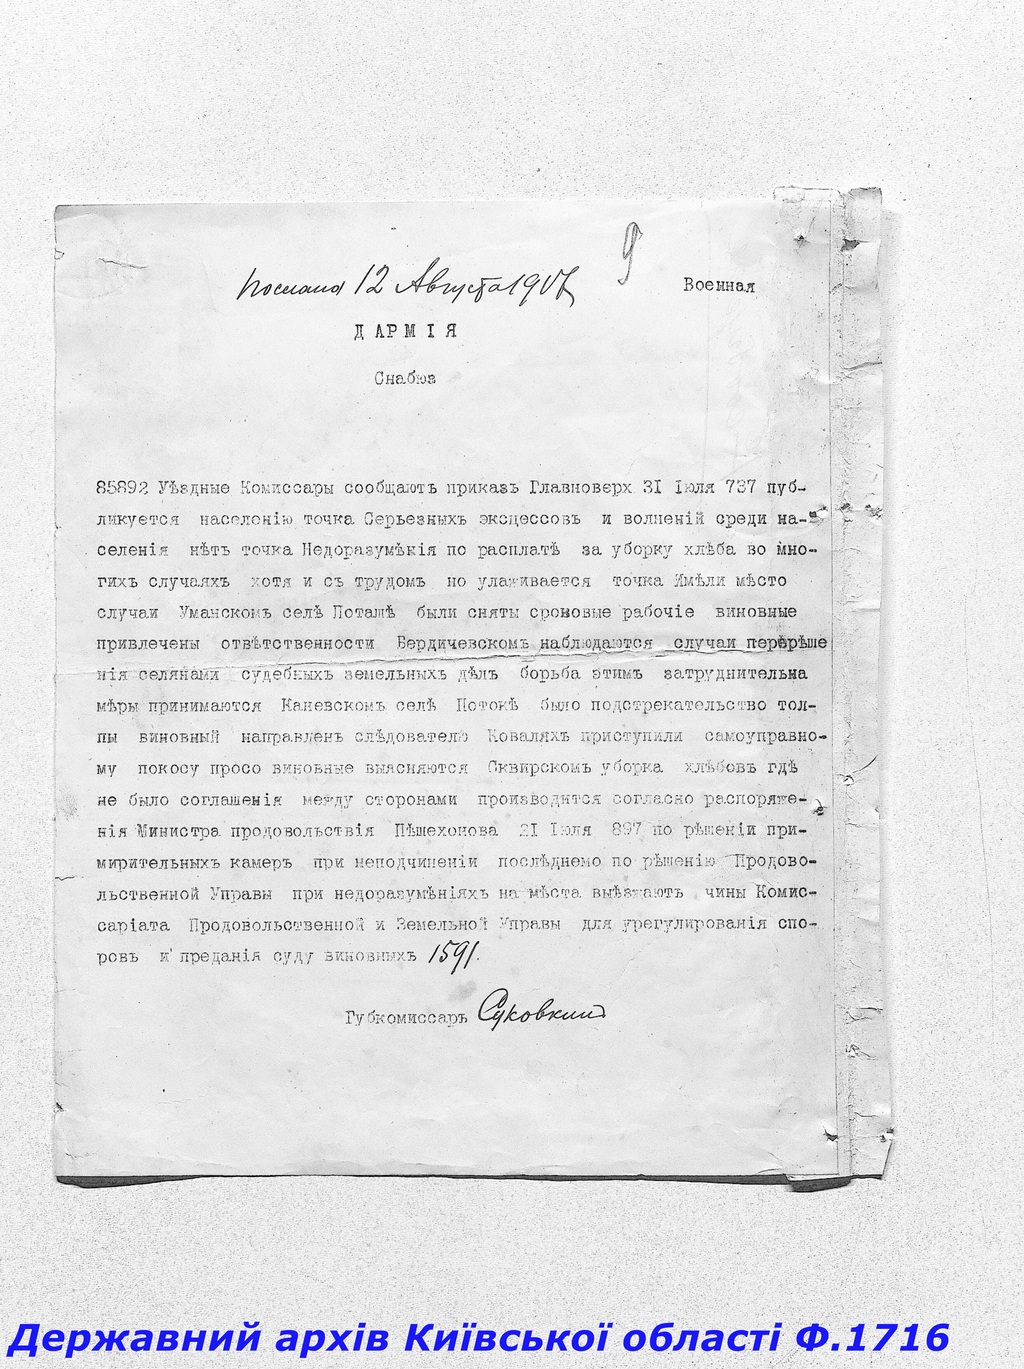 9
Послана 12 Августа 1917
Военная
Д АРМІЯ
Снабюз
85892 Уѣздные Комиссары сообщаютъ приказъ Главноверх 31 Іюля 737 пуб-
ликуется населенію точка Серьезныхъ эксцессовъ и волненій среди на-
селенія нѣтъ точка Недоразумѣнія по расплатѣ за уборку хлѣба во мно-
гихъ случаяхъ хотя и съ трудомъ но улаживается точка Имѣли мѣсто
случаи Уманскомъ селѣ Поташѣ были сняты сроковые рабочіе виновные
привлечены отвѣтственности Бердичевскомъ наблюдаются случаи перерѣше
нія селянами судебныхъ земельныхъ дѣлъ борьба этимъ затруднительна
мѣры принимаются Каневскомъ селѣ Потокѣ было подстрекательство тол-
пы виновный направленъ слѣдователю Коваляхъ приступили самоуправно-
му покосу просо виновные выясняются Сквирскомъ уборка хлѣбовъ гдѣ
не было соглашенія между сторонами производится согласно распоряже-
нія Министра продовольствія Пѣшехонова 21 Іюля 897 по рѣшеніи при-
мирительныхъ камеръ при неподчиненіи послѣднемо по рѣшенію Продово-
льственной Управы при недоразумѣніяхъ на мѣста выѣзжаютъ чины Комис-
саріата Продовольственной и Земельной Управы для урегулированія спо-
ровъ и преданія суду виновныхъ 1591.
Губкомиссаръ Суковкин
Державний архів Київської області Ф.1716